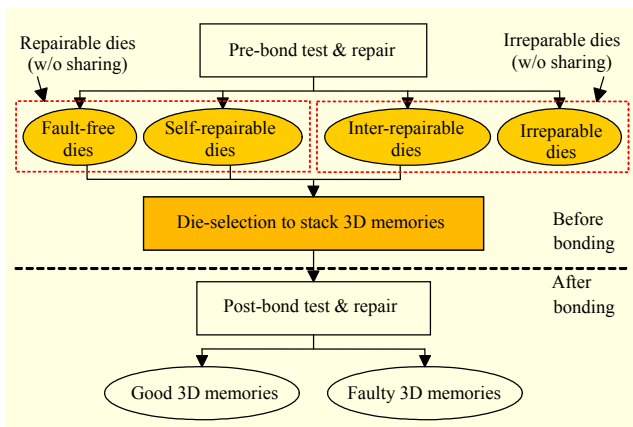 Repairable dies
(w/o sharing)
Pre-bond test & repair
Irreparable dies
(w/o sharing)
Fault-free
dies
Self-repairable
dies
Inter-repairable
dies
Irreparable
dies
Die-selection to stack 3D memories
Before
bonding
After
bonding
Post-bond test & repair
Good 3D memories
Faulty 3D memories